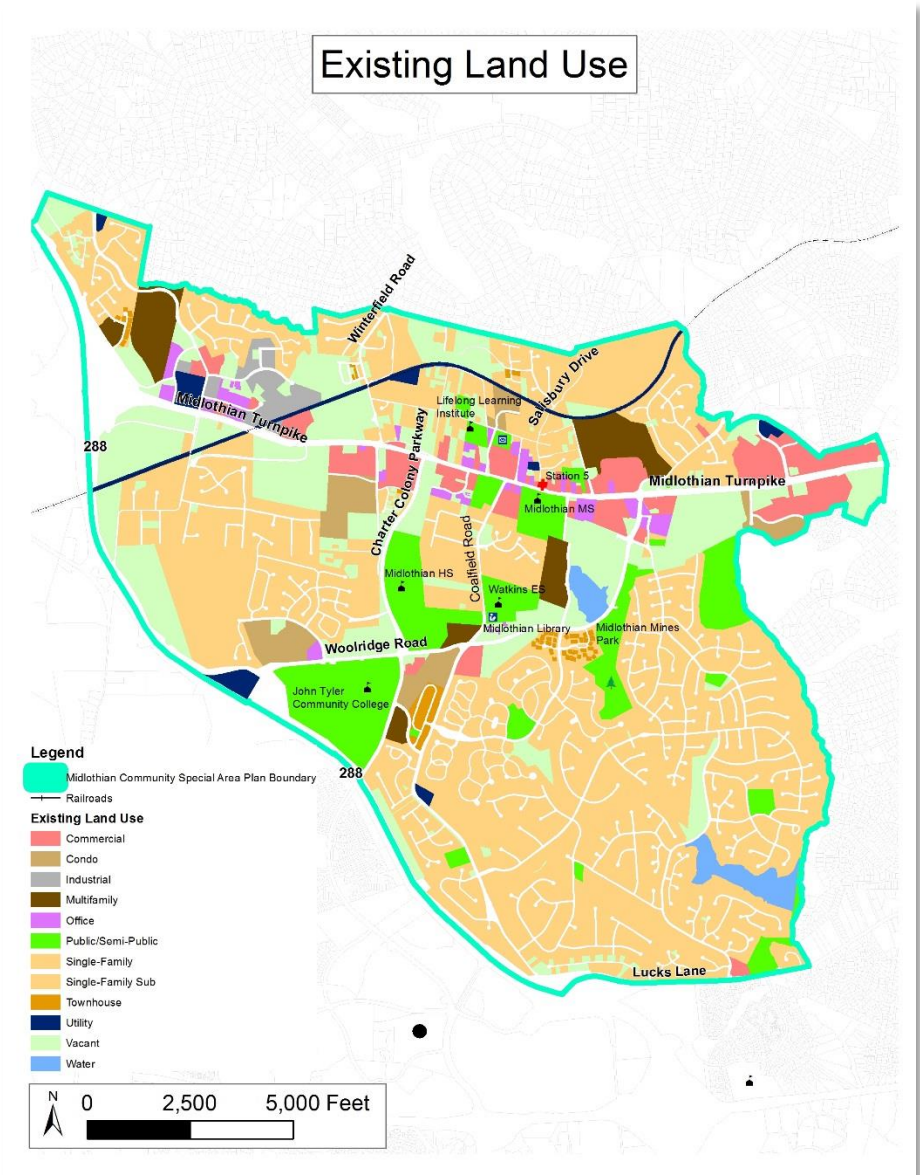 Existing Land Use
Winterfield Road
Salisbury Drive
Lifelong Learning
Institute
Midlothian Turnpike
288
Charter Colony Parkway
Station 5
Midlothian Turnpike
Midlothian MS
Coalfield Road
Midlothian HS
Watkins ES
Midlothian Library
Midlothian Mines
Park
Woolridge Road
John Tyler
Community College
288
Lucks Lane
Legend
Midlothian Community Special Area Plan Boundary
Railroads
Existing Land Use
Commercial
Condo
Industrial
Multifamily
Office
Public/Semi-Public
Single-Family
Single-Family Sub
Townhouse
Utility
Vacant
Water
N
0 2,500 5,000 Feet